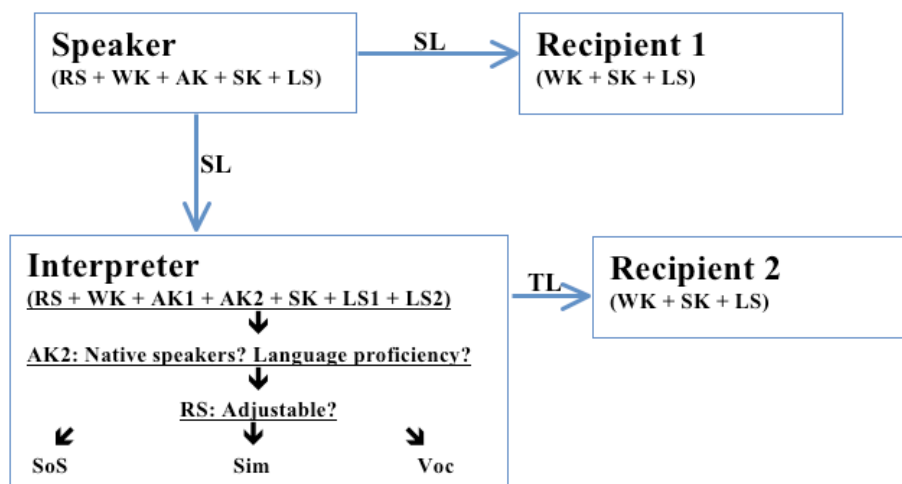 Speaker
(RS + WK + AK + SK + LS)
SL
Recipient 1
(WK + SK + LS)
SL
Interpreter
(RS + WK + AK1 + AK2 + SK + LS1 + LS2)
AK2: Native speakers? Language proficiency?
RS: Adjustable?
SoS
Sim
Voc
TL
Recipient 2
(WK + SK + LS)